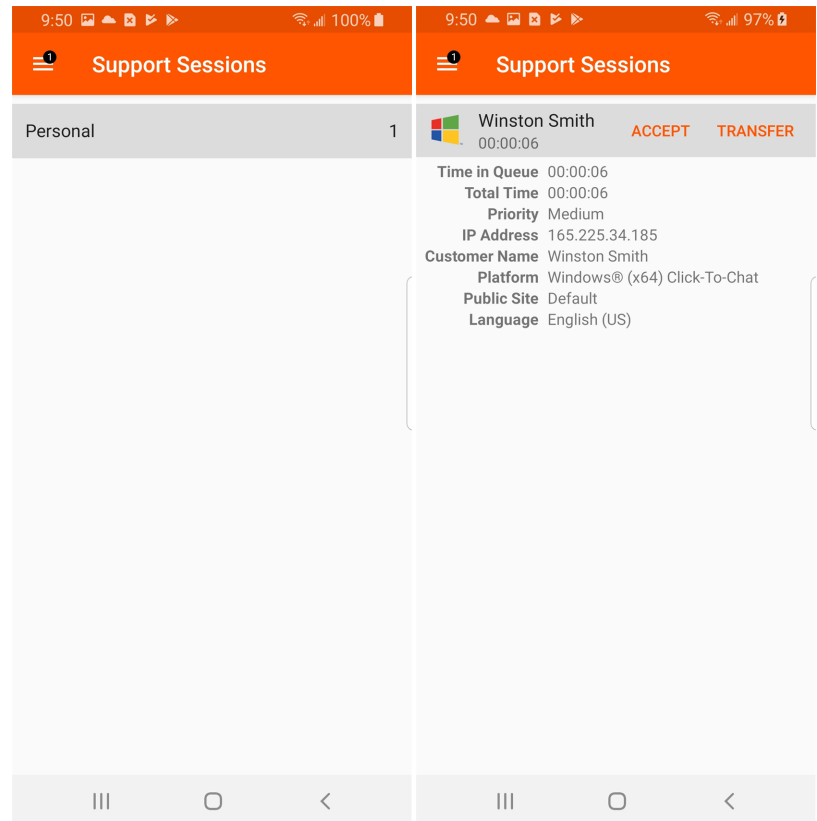 9:50 100%
1
Support Sessions
Personal 1
9:50 97%
1
Support Sessions
Winston Smith
00:00:06
ACCEPT TRANSFER
Time in Queue 00:00:06
Total Time 00:00:06
Priority Medium
IP Address 165.225.34.185
Customer Name Winston Smith
Platform Windows® (x64) Click-To-Chat
Public Site Default
Language English (US)